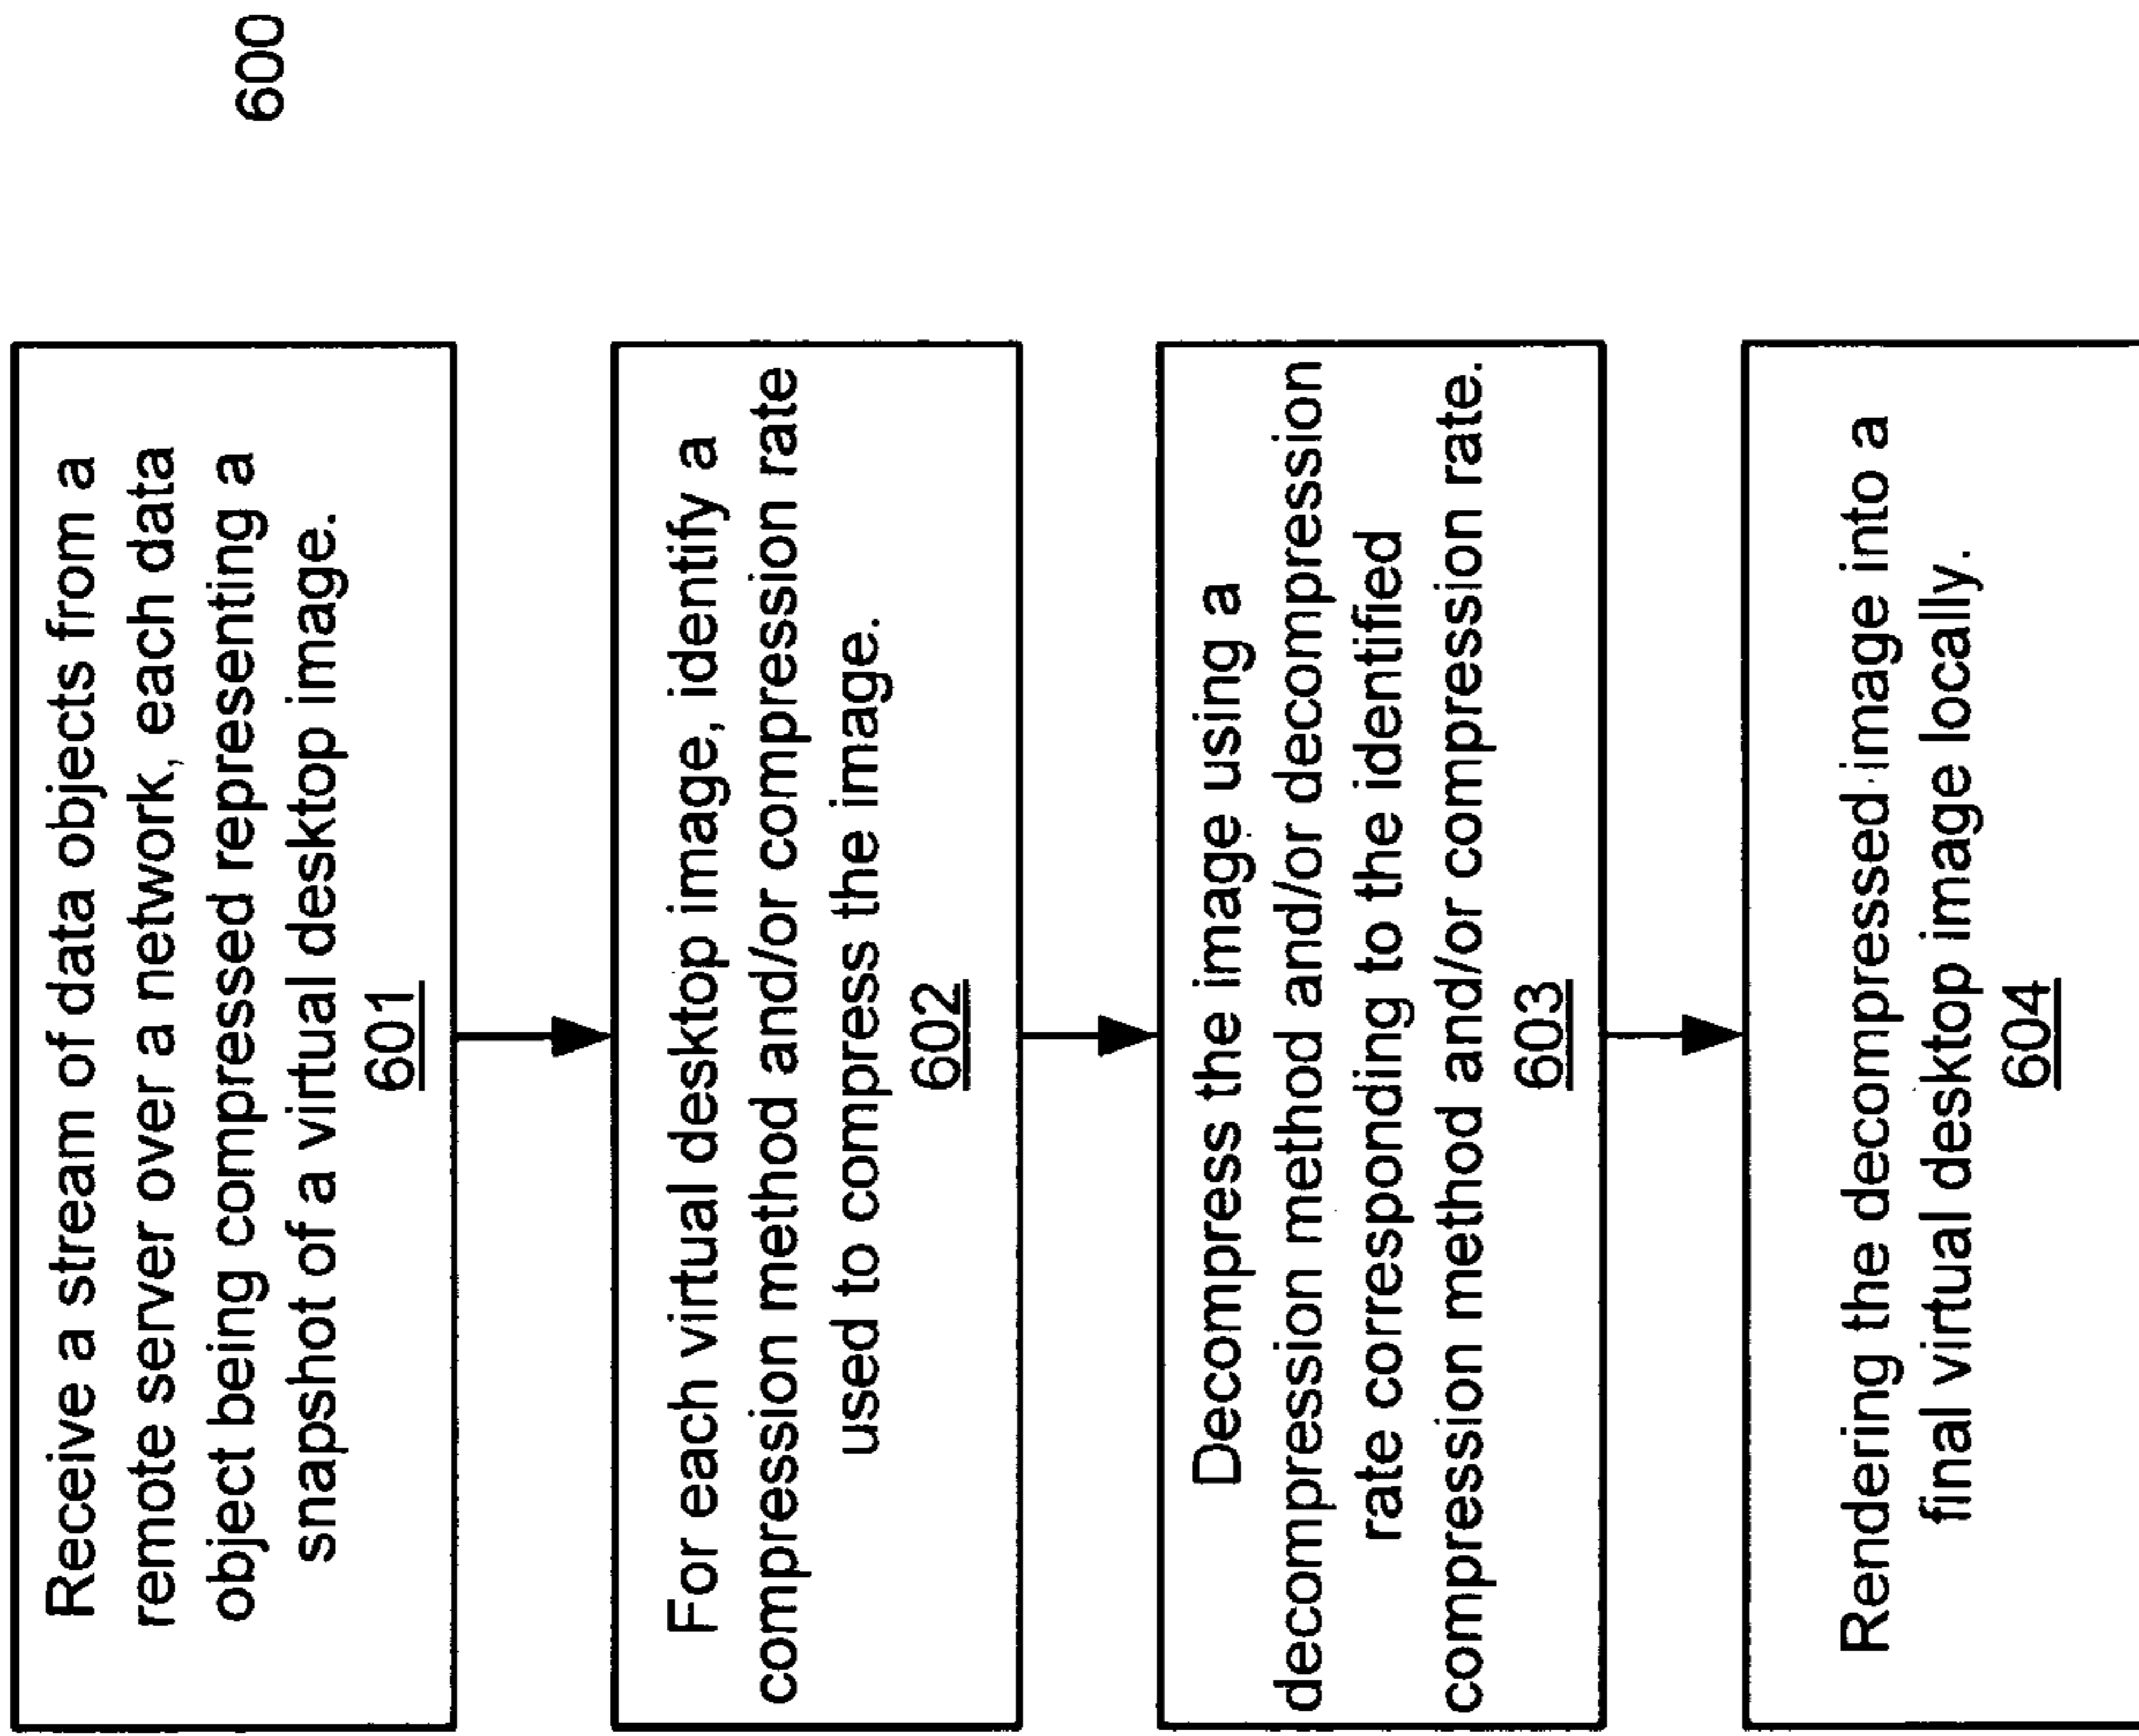 600
Receive a stream of data objects from a
remote server over a network, each data
object being compressed representing a
snapshot of a virtual desktop image.
601
For each virtual desktop image, identify a
compression method and/or compression rate
used to compress the image.
602
Decompress the image using a
decompression method and/or decompression
rate corresponding to the identified
compression method and/or compression rate.
603
Rendering the decompressed image into a
final virtual desktop image locally.
604